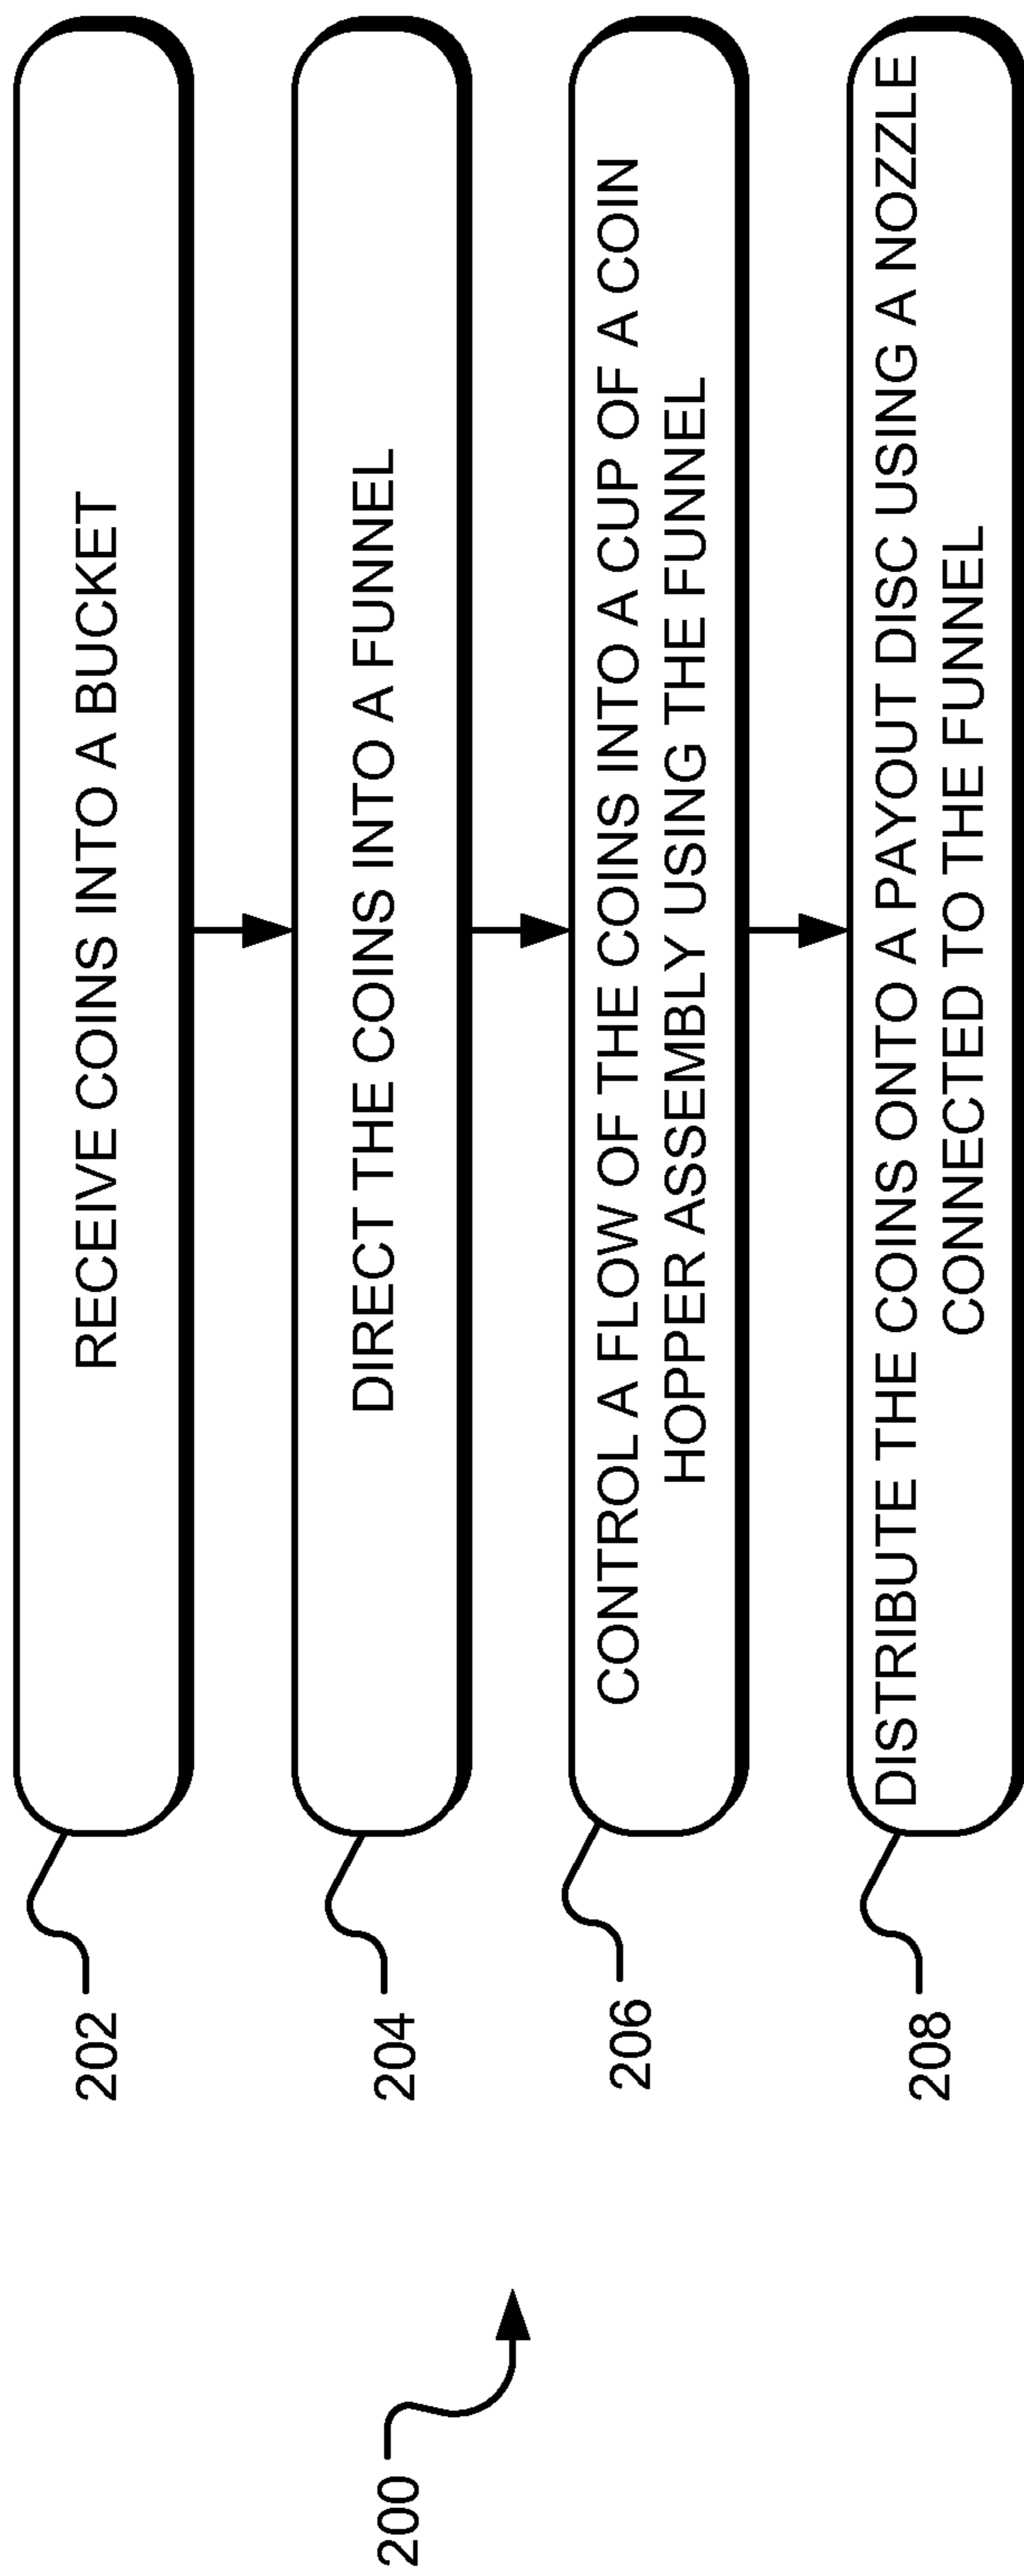 200
202
RECEIVE COINS INTO A BUCKET
204
DIRECT THE COINS INTO A FUNNEL
206
CONTROL A FLOW OF THE COINS INTO A CUP OF A COIN
HOPPER ASSEMBLY USING THE FUNNEL
208
DISTRIBUTE THE COINS ONTO A PAYOUT DISC USING A NOZZLE
CONNECTED TO THE FUNNEL